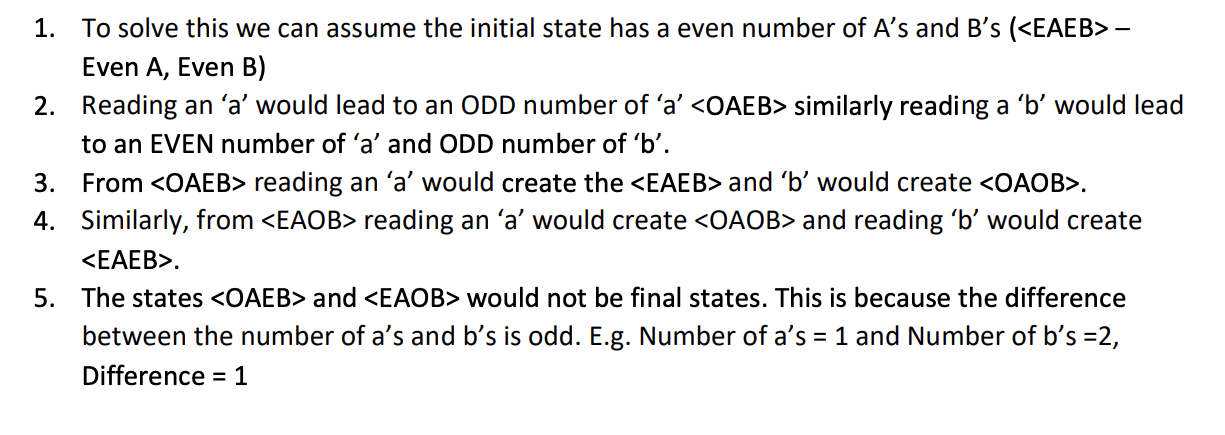 1. To solve this we can assume the initial state has a even number of A’s and B’s (<EAEB> –
Even A, Even B)
2. Reading an ‘a’ would lead to an ODD number of ‘a’ <OAEB> similarly reading a ‘b’ would lead
to an EVEN number of ‘a’ and ODD number of ‘b’.
3. From <OAEB> reading an ‘a’ would create the <EAEB> and ‘b’ would create <OAOB>.
4. Similarly, from <EAOB> reading an ‘a’ would create <OAOB> and reading ‘b’ would create
<EAEB>.
5. The states <OAEB> and <EAOB> would not be final states. This is because the difference
between the number of a’s and b’s is odd. E.g. Number of a’s = 1 and Number of b’s =2,
Difference = 1